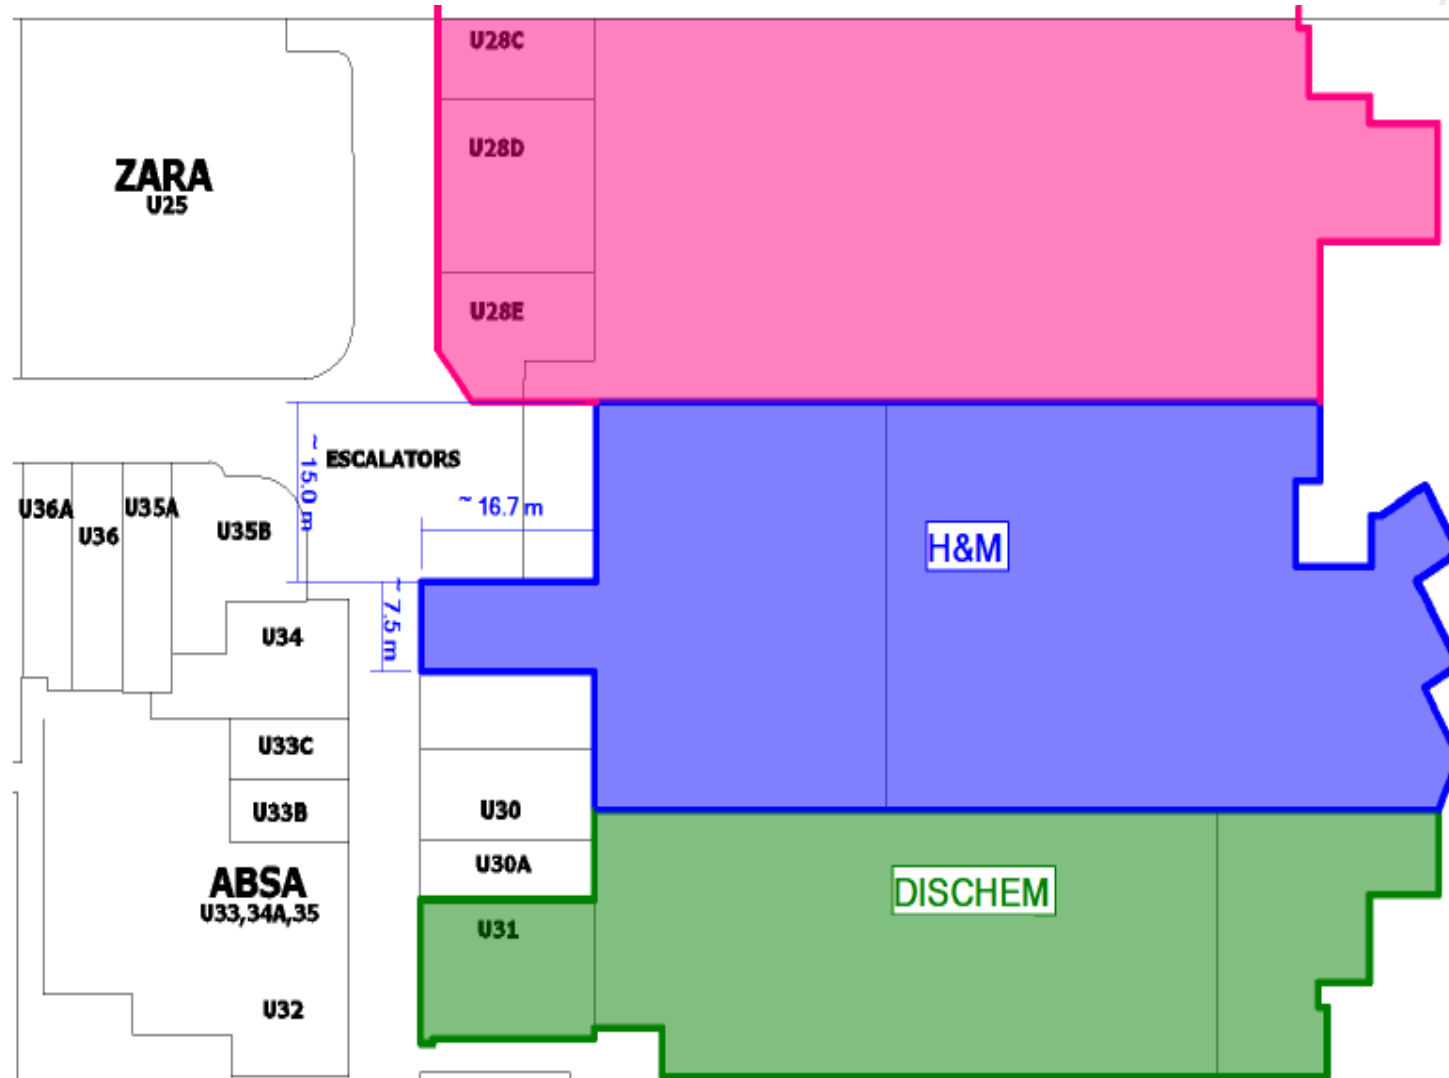 U28C
U28D
ZARA
U25
U28E
~ 15.0 m
ESCALATORS
~ 16.7 m
U36A
U36
U35A
U35B
H&M
~ 7.5 m
U34
U33C
U33B
U30
U30A
ABSA
U33,34A,35
DISCHEM
U31
U32